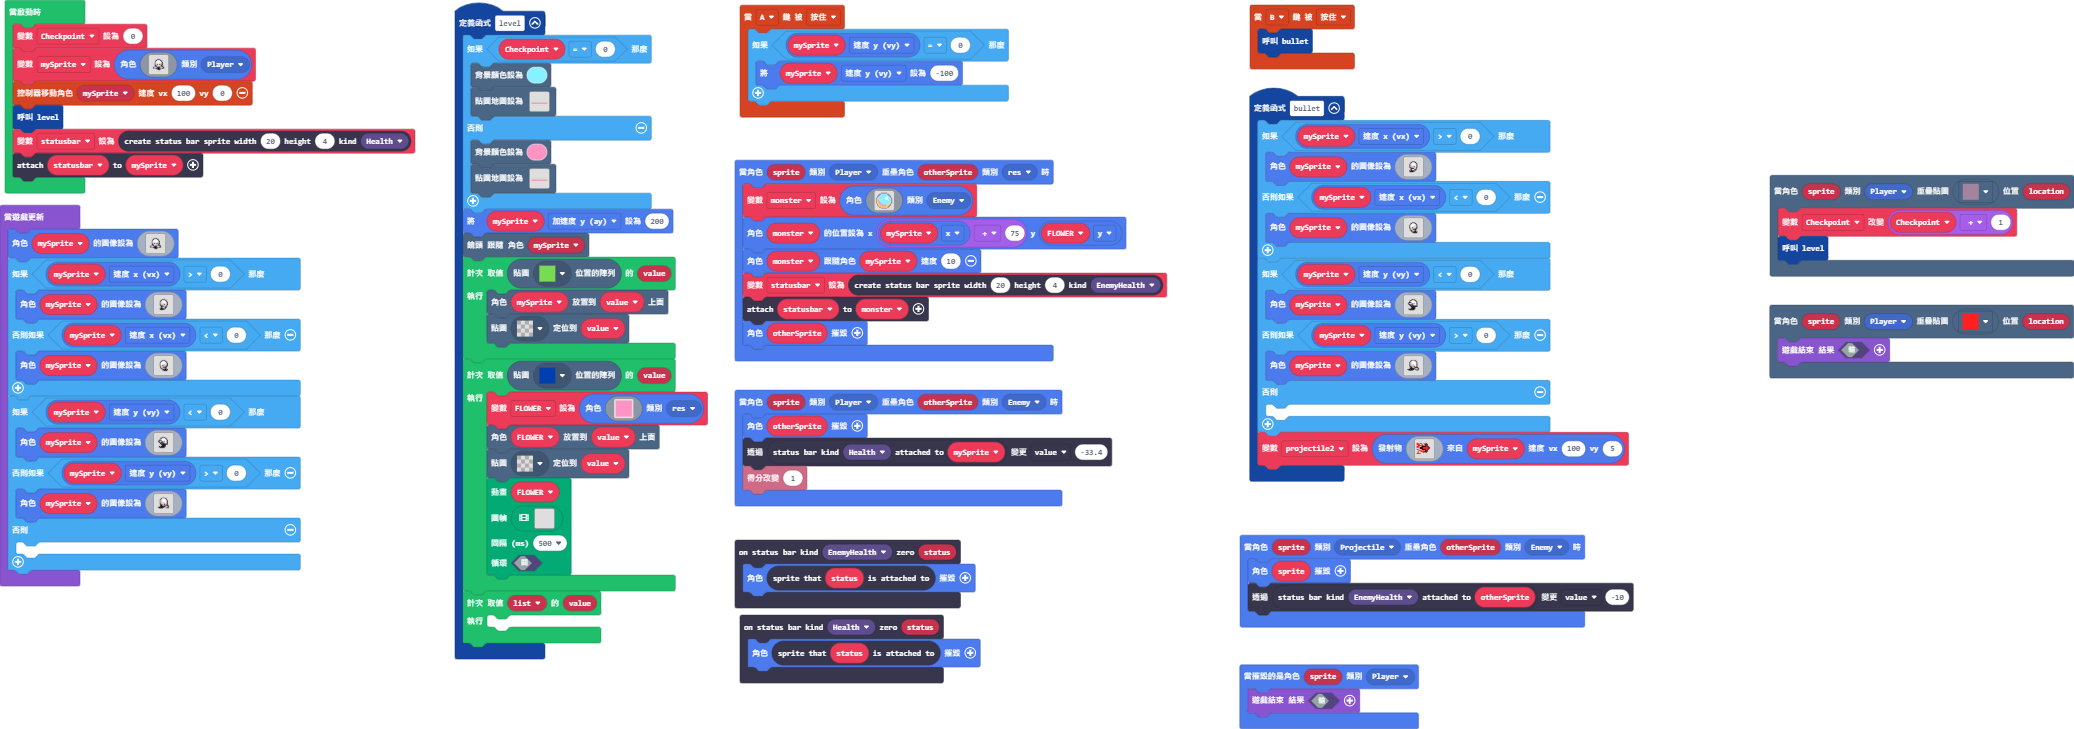 當啟動時
變數 Checkpoint 設為 0
變數 mySprite 設為 角色 類別 Player
控制器移動角色 mySprite 速度 vx 100 vy 0
呼叫 level
變數 statusbar 設為 create status bar sprite width 20 height 4 kind Health
attach statusbar to mySprite
當遊戲更新
角色 mySprite 的圖像設為
如果 mySprite 速度 x (vx) > 0 那麼
角色 mySprite 的圖像設為
否則如果 mySprite 速度 x (vx) < 0 那麼
角色 mySprite 的圖像設為
如果 mySprite 速度 y (vy) < 0 那麼
角色 mySprite 的圖像設為
否則如果 mySprite 速度 y (vy) > 0 那麼
角色 mySprite 的圖像設為
否則
定義函式 level
如果 Checkpoint = 0 那麼
背景顏色設為
貼圖地圖設為
否則
背景顏色設為
貼圖地圖設為
將 mySprite 加速度 y (ay) 設為 200
鏡頭 跟隨 角色 mySprite
計次 取值 貼圖 位置的陣列 的 value
執行 角色 mySprite 放置到 value 上面
貼圖 定位到 value
計次 取值 貼圖 位置的陣列 的 value
執行 變數 FLOWER 設為 角色 類別 res
角色 FLOWER 放置到 value 上面
貼圖 定位到 value
動畫 FLOWER
圖幀
間隔 (ms) 500
循環
計次 取值 list 的 value
執行
當 A 鍵 被 按住
如果 mySprite 速度 y (vy) = 0 那麼
將 mySprite 速度 y (vy) 設為 -100
當角色 sprite 類別 Player 重疊角色 otherSprite 類別 res 時
變數 monster 設為 角色 類別 Enemy
角色 monster 的位置設為 x mySprite x + 75 y FLOWER y
角色 monster 跟隨角色 mySprite 速度 10
變數 statusbar 設為 create status bar sprite width 20 height 4 kind EnemyHealth
attach statusbar to monster
角色 otherSprite 摧毀
當角色 sprite 類別 Player 重疊角色 otherSprite 類別 Enemy 時
角色 otherSprite 摧毀
透過 status bar kind Health attached to mySprite 變更 value -33.4
得分改變 1
on status bar kind EnemyHealth zero status
角色 sprite that status is attached to 摧毀
on status bar kind Health zero status
角色 sprite that status is attached to 摧毀
當 B 鍵 被 按住
呼叫 bullet
定義函式 bullet
如果 mySprite 速度 x (vx) > 0 那麼
角色 mySprite 的圖像設為
否則如果 mySprite 速度 x (vx) < 0 那麼
角色 mySprite 的圖像設為
如果 mySprite 速度 y (vy) < 0 那麼
角色 mySprite 的圖像設為
否則如果 mySprite 速度 y (vy) > 0 那麼
角色 mySprite 的圖像設為
否則
變數 projectile2 設為 發射物 來自 mySprite 速度 vx 100 vy 5
當角色 sprite 類別 Projectile 重疊角色 otherSprite 類別 Enemy 時
角色 sprite 摧毀
透過 status bar kind EnemyHealth attached to otherSprite 變更 value -10
當摧毀的是角色 sprite 類別 Player
遊戲結束 結果
當角色 sprite 類別 Player 重疊貼圖 位置 location
變數 Checkpoint 改變 Checkpoint + 1
呼叫 level
當角色 sprite 類別 Player 重疊貼圖 位置 location
遊戲結束 結果